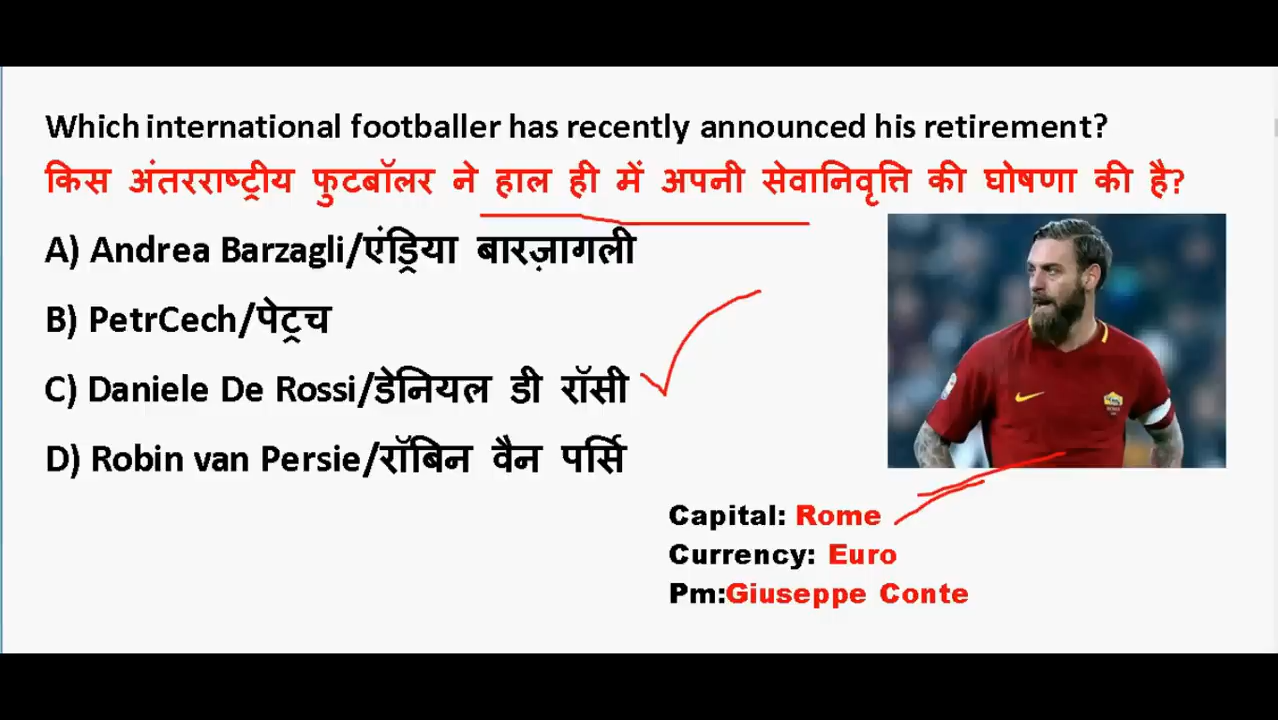 Which international footballer has recently announced his retirement?
किस अंतरराष्ट्रीय फुटबॉलर ने हाल ही में अपनी सेवानिवृत्ति की घोषणा की है?
A) Andrea Barzagli/एंड्रिया बारज़ागली
B) PetrCech/पेट्रच
C) Daniele De Rossi/डेनियल डी रॉसी
D) Robin van Persie/रॉबिन वैन पर्सि
Capital: Rome
Currency: Euro
Pm:Giuseppe Conte